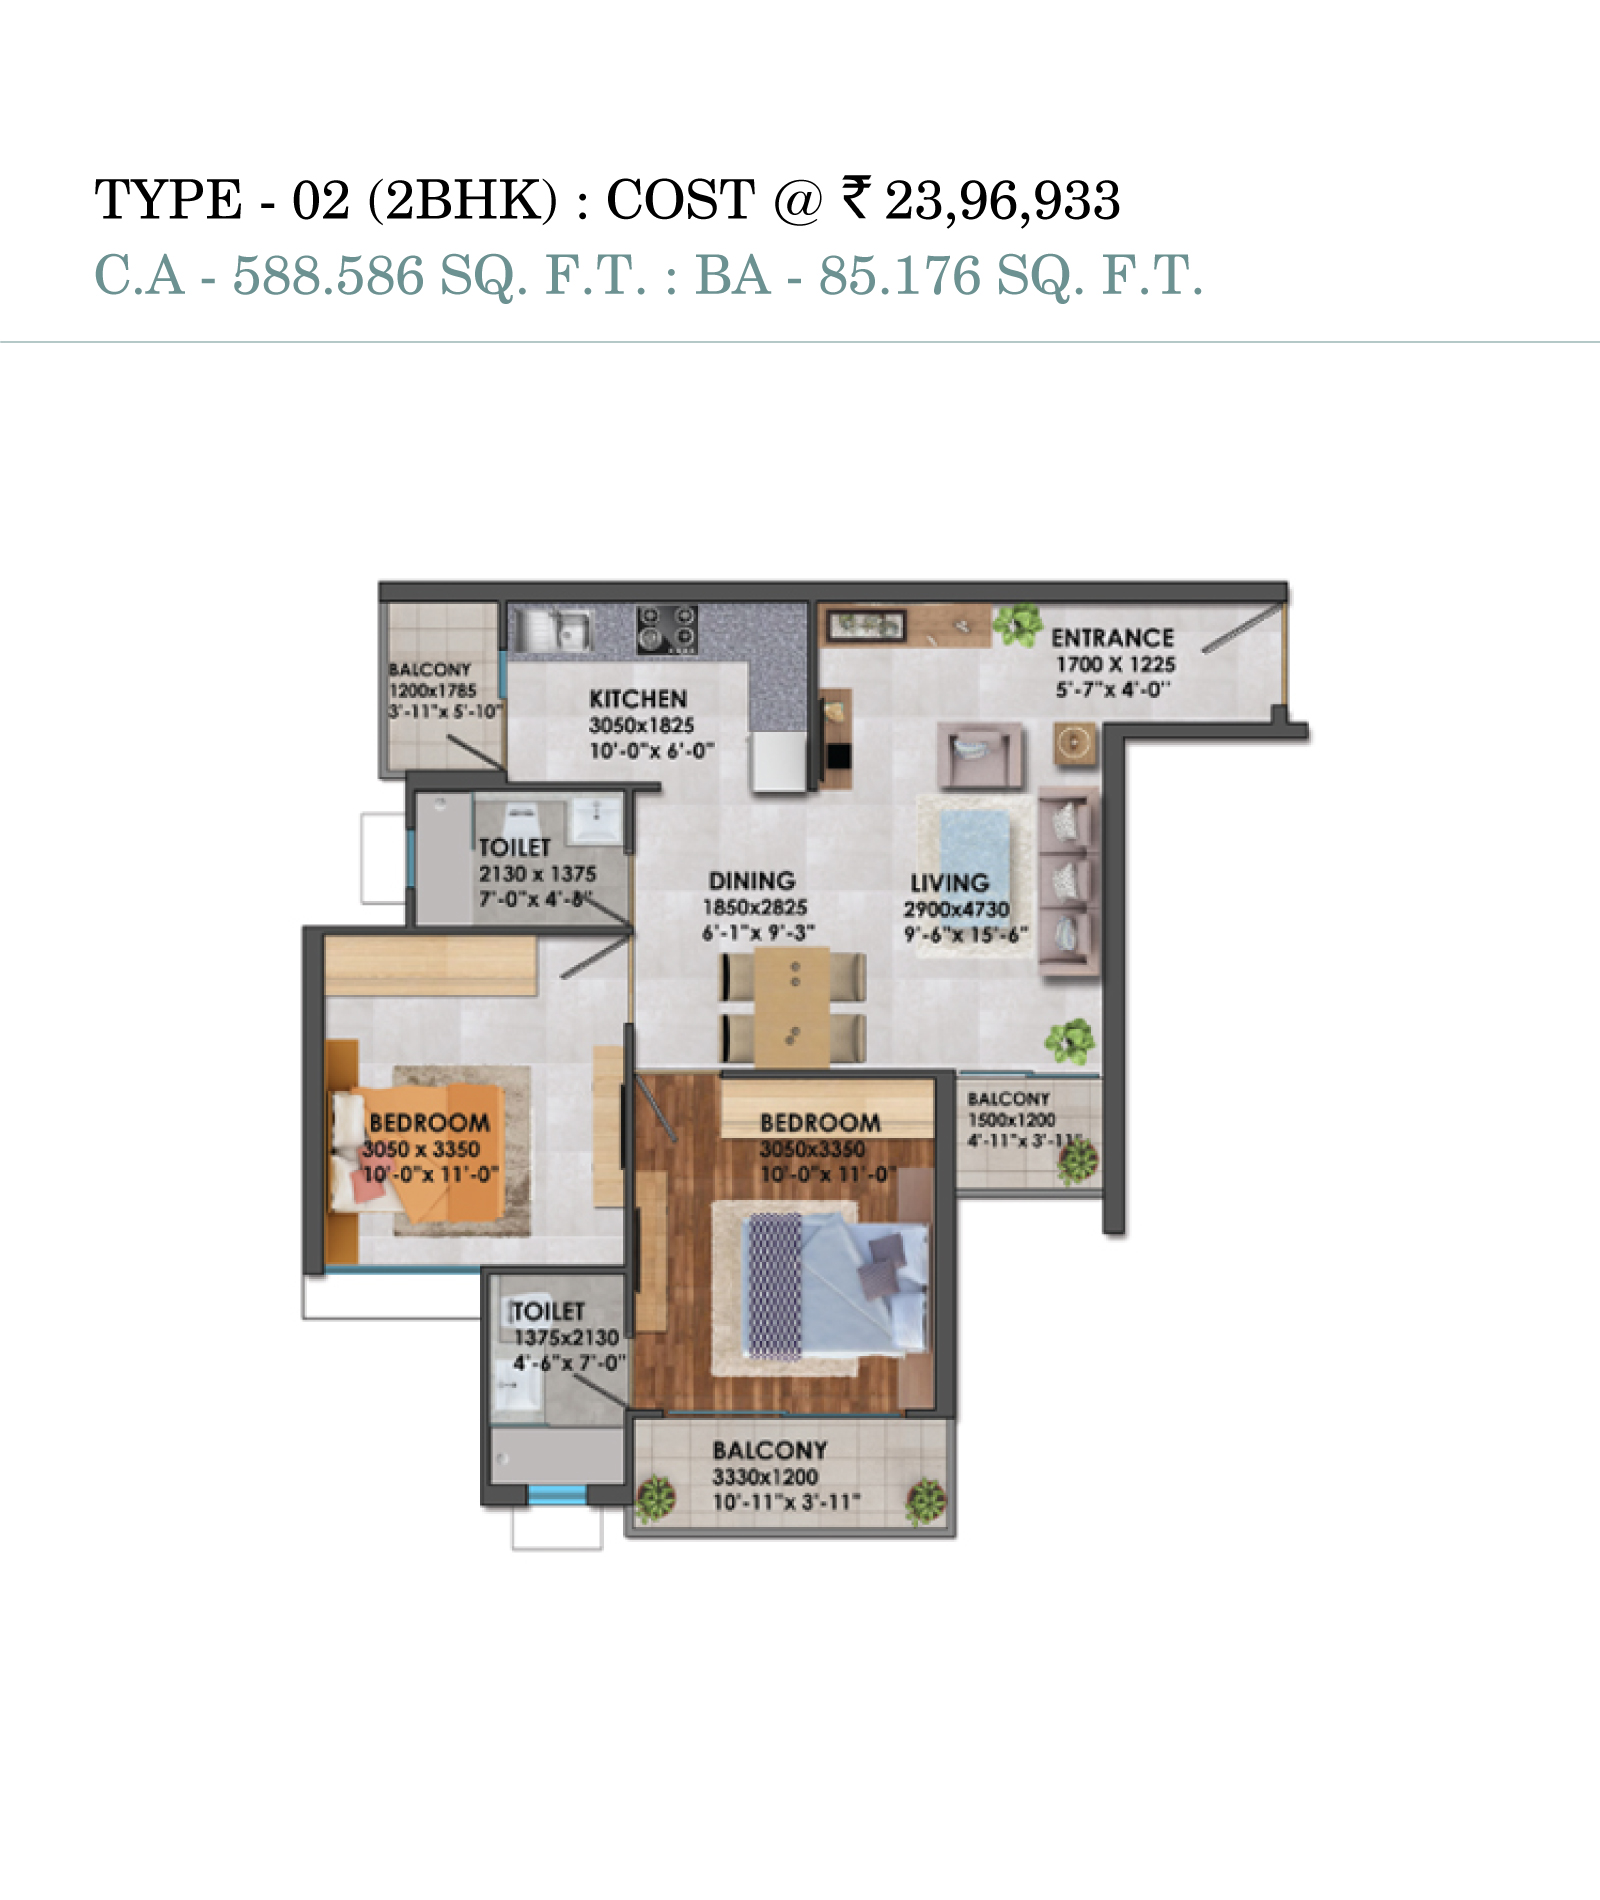 TYPE - 02 (2BHK) : COST @ ₹ 23,96,933
C.A - 588.586 SQ. F.T. : BA - 85.176 SQ. F.T.
ENTRANCE
1700 X 1225
5'-7"x 4'-0"
BALCONY
1200x1785
3'-11"x 5'-10"
KITCHEN
3050x1825
10'-0"x 6'-0"
TOILET
2130 x 1375
7'-0"x 4'-6"
DINING
1850x2825
6'-1"x 9'-3"
LIVING
2900x4730
9'-6"x 15'-6"
BEDROOM
3050 x 3350
10'-0"x 11'-0"
BEDROOM
3050x3350
10'-0"x 11'-0"
BALCONY
1500x1200
4'-11"x 3'-11"
TOILET
1375x2130
4'-6"x 7'-0"
BALCONY
3330x1200
10'-11"x 3'-11"